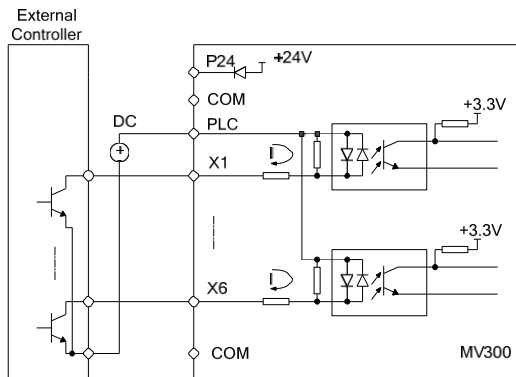 External
Controller
P24
+24V
COM
DC
PLC
+3.3V
X1
+3.3V
X6
COM
MV300